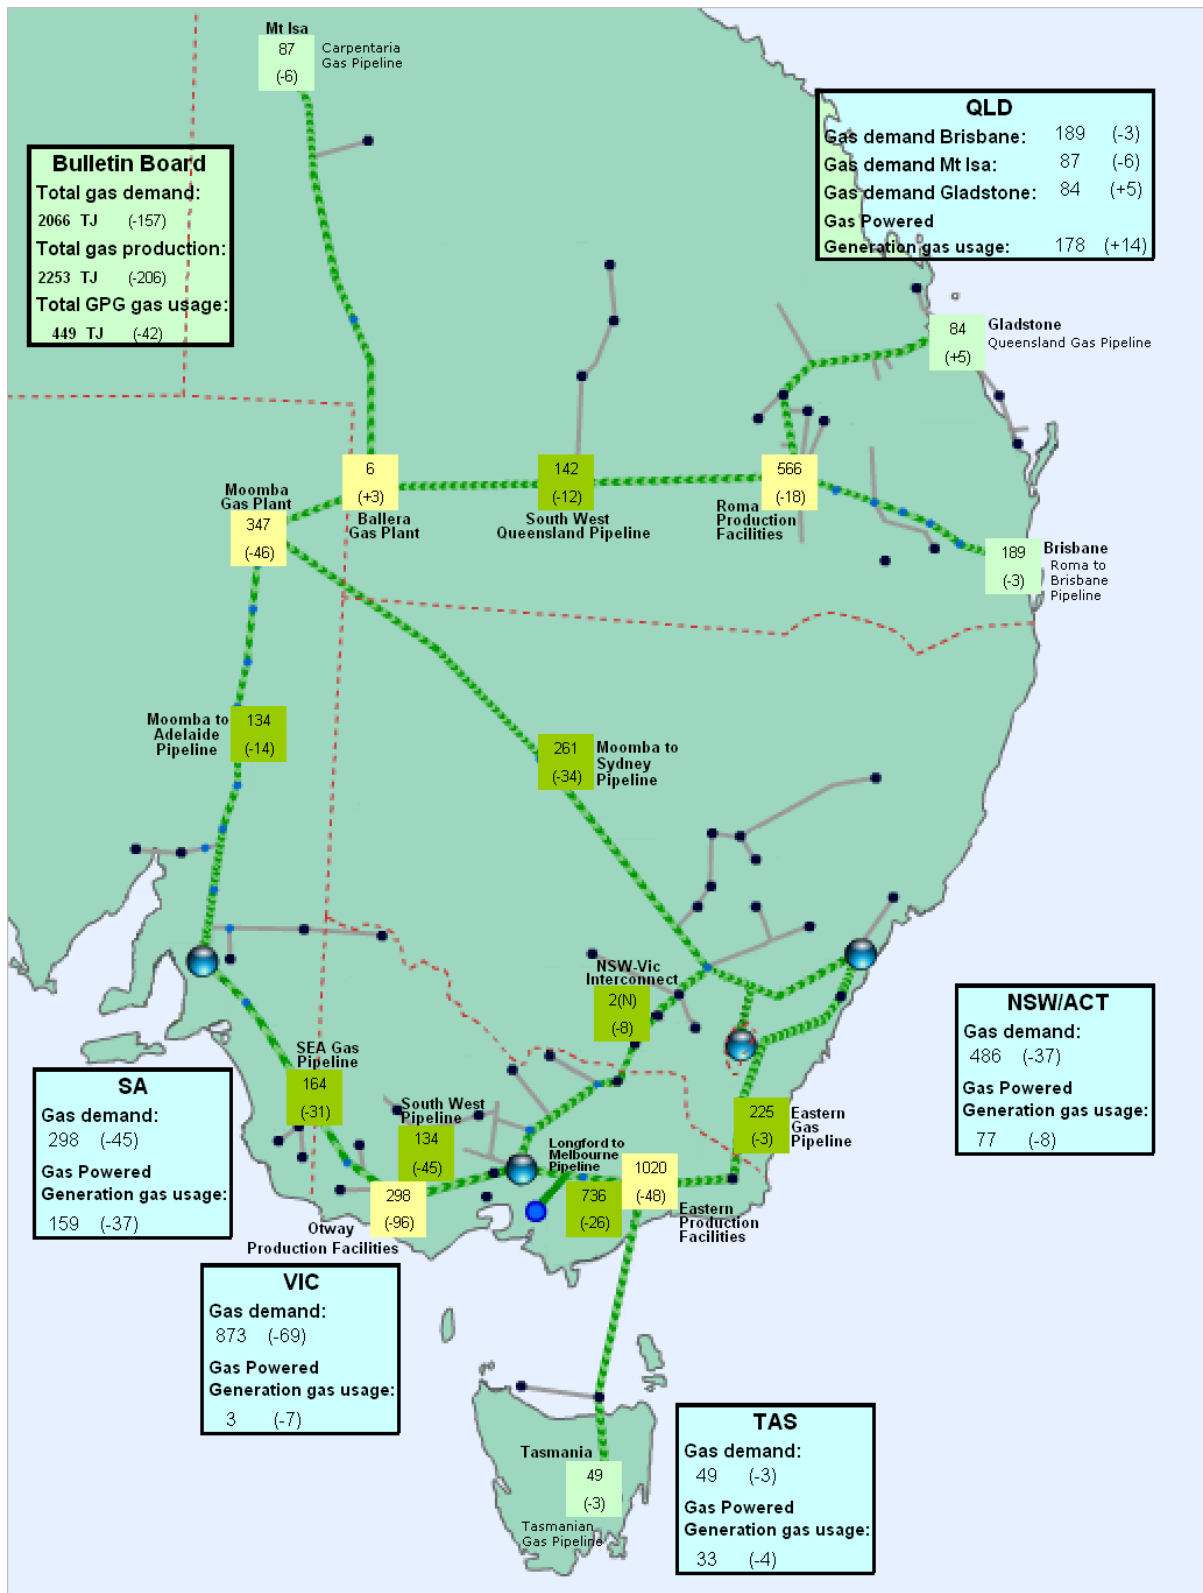 Mt Isa
87
(-6)
Carpentaria
Gas Pipeline
QLD
Gas demand Brisbane: 189 (-3)
Gas demand Mt Isa: 87 (-6)
Gas demand Gladstone: 84 (+5)
Gas Powered
Generation gas usage: 178 (+14)
Bulletin Board
Total gas demand:
2066 TJ (-157)
Total gas production:
2253 TJ (-206)
Total GPG gas usage:
449 TJ (-42)
84
(+5)
Gladstone
Queensland Gas Pipeline
6
(+3)
Ballera
Gas Plant
142
(-12)
South West
Queensland Pipeline
566
(-18)
Roma
Production
Facilities
Moomba
Gas Plant
347
(-46)
189
(-3)
Brisbane
Roma to
Brisbane
Pipeline
Moomba to
Adelaide
Pipeline
134
(-14)
261
(-34)
Moomba to
Sydney
Pipeline
NSW-Vic
Interconnect
2(N)
(-8)
NSW/ACT
Gas demand:
486 (-37)
Gas Powered
Generation gas usage:
77 (-8)
SEA Gas
Pipeline
164
(-31)
SA
Gas demand:
298 (-45)
Gas Powered
Generation gas usage:
159 (-37)
South West
Pipeline
134
(-45)
Longford to
Melbourne
Pipeline
736
(-26)
1020
(-48)
Eastern
Production
Facilities
225
(-3)
Eastern
Gas
Pipeline
298
(-96)
Otway
Production Facilities
VIC
Gas demand:
873 (-69)
Gas Powered
Generation gas usage:
3 (-7)
TAS
Gas demand:
49 (-3)
Gas Powered
Generation gas usage:
33 (-4)
Tasmania
49
(-3)
Tasmanian
Gas Pipeline